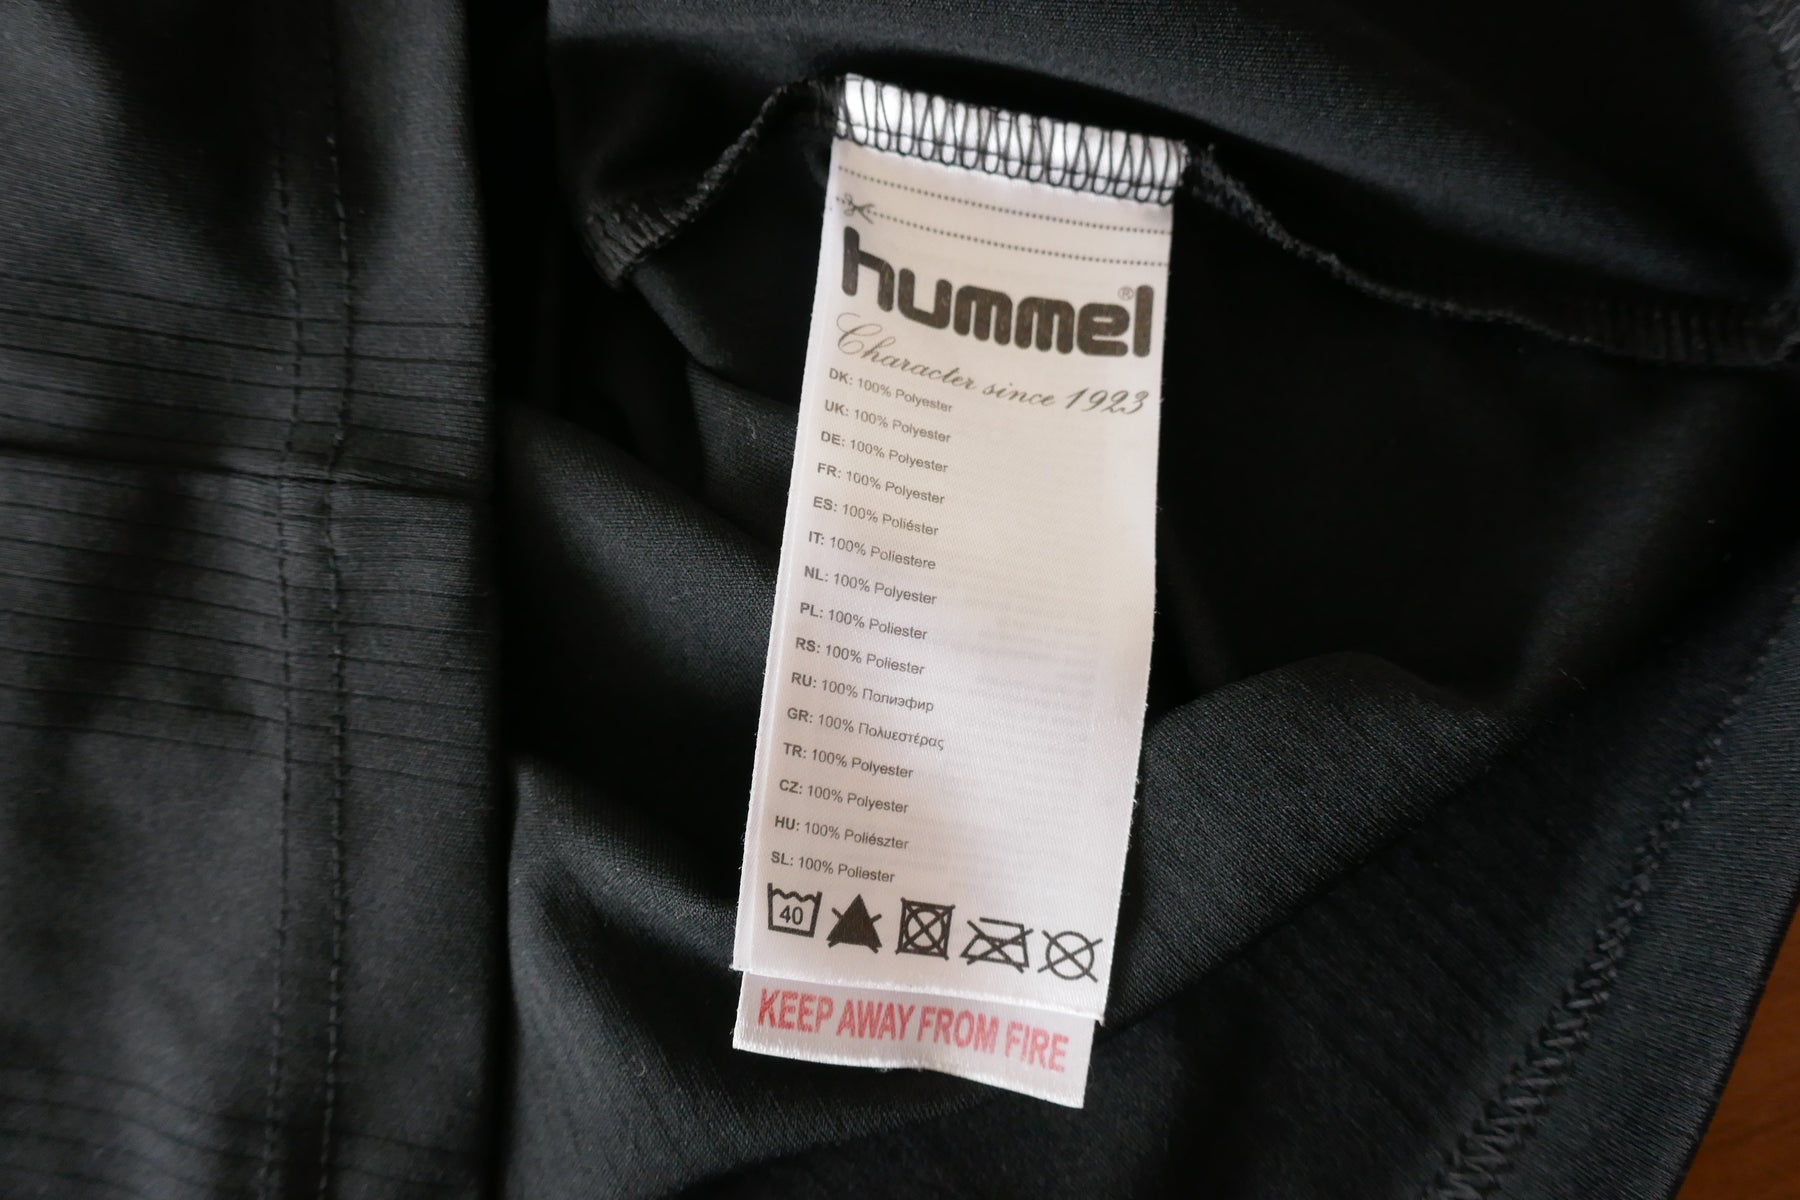 hummel®
Character since 1923
DK: 100% Polyester
UK: 100% Polyester
DE: 100% Polyester
FR: 100% Polyester
ES: 100% Poliéster
IT: 100% Poliestere
NL: 100% Polyester
PL: 100% Poliester
RS: 100% Poliester
RU: 100% Полиэфир
GR: 100% Πολυεστέρας
TR: 100% Polyester
CZ: 100% Polyester
HU: 100% Poliészter
SL: 100% Poliester
40
KEEP AWAY FROM FIRE